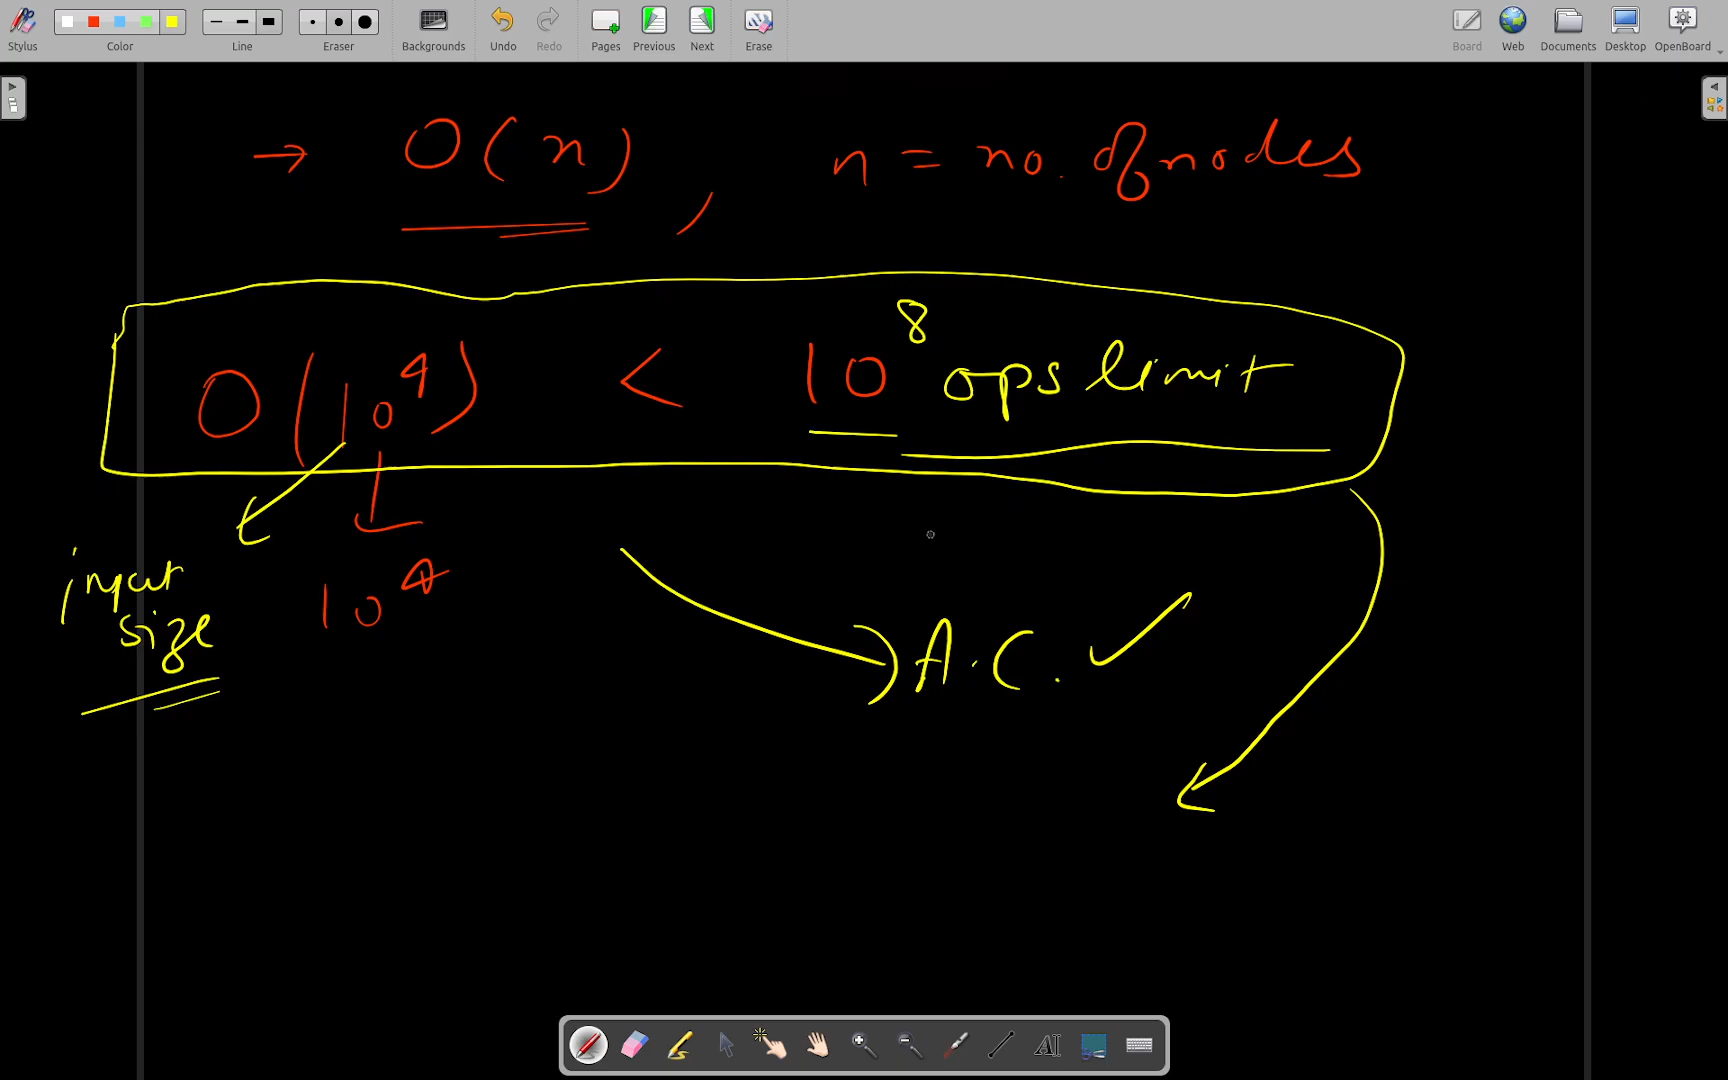 Stylus Color Line Eraser Backgrounds Undo Redo Pages Previous Next Erase Board Web Documents Desktop OpenBoard
→ O(n), n = no. of nodes
O(10⁴) < 10⁸ ops limit
input
size
10⁴
A.C. ✓
AI